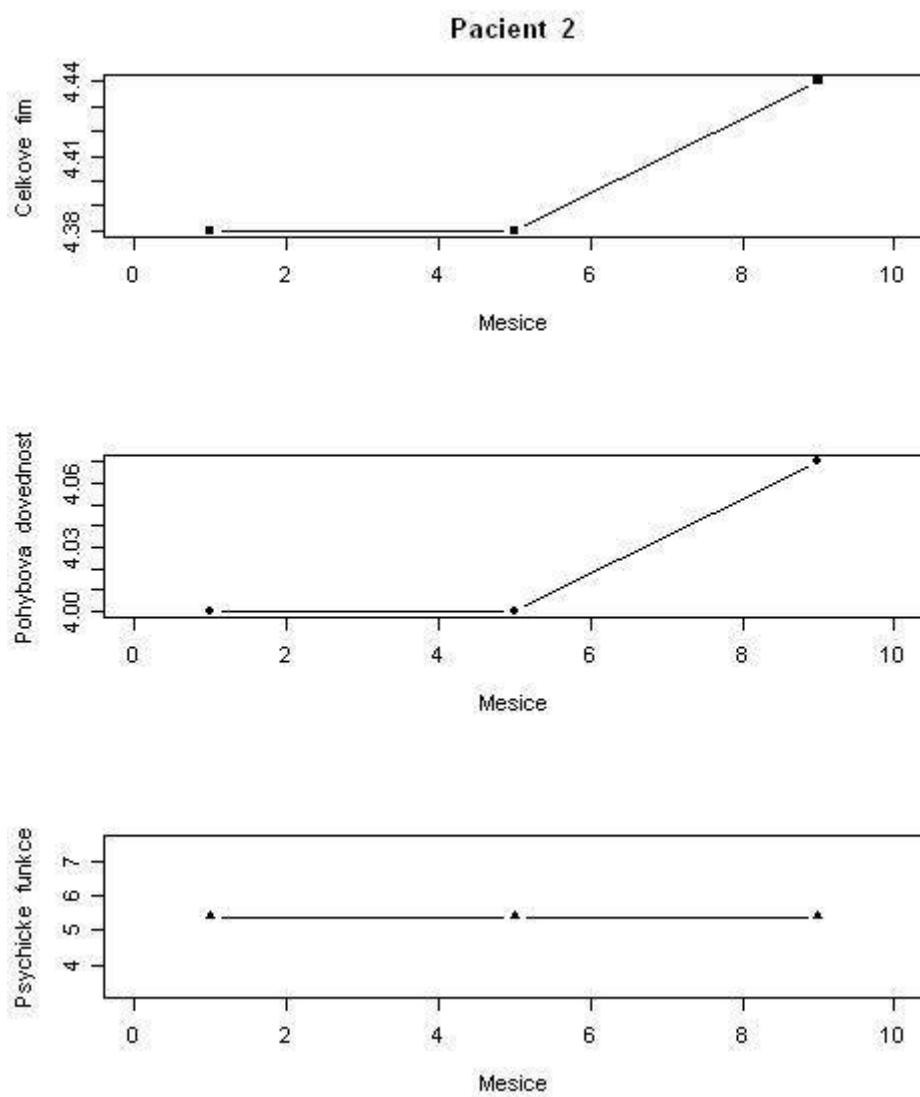 Pacient 2
Celkove fim
4.44
4.41
4.38
0 2 4 6 8 10
Mesice
Pohybova dovednost
4.06
4.03
4.00
0 2 4 6 8 10
Mesice
Psychicke funkce
7
6
5
4
0 2 4 6 8 10
Mesice